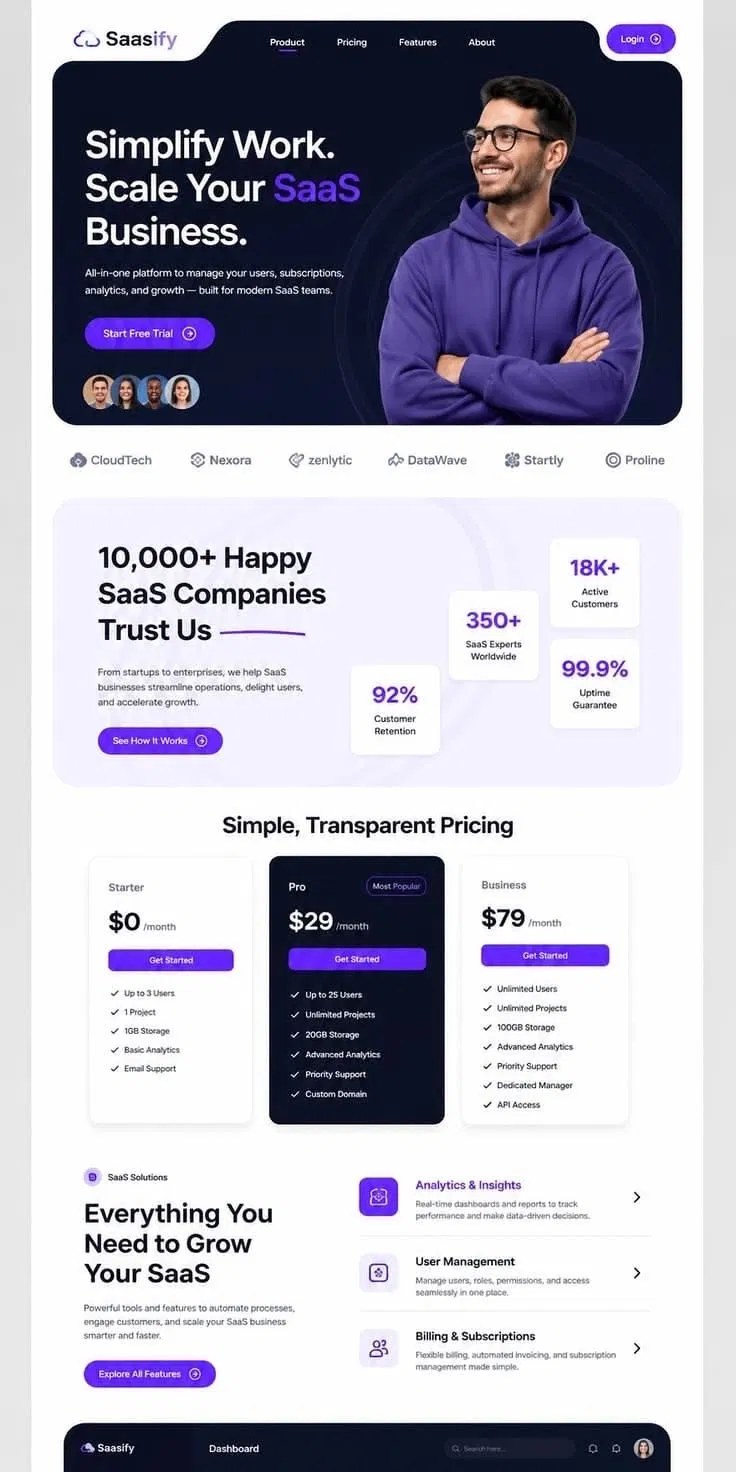 Saasify
Product
Pricing
Features
About
Login
Simplify Work.
Scale Your SaaS
Business.
All-in-one platform to manage your users, subscriptions,
analytics, and growth — built for modern SaaS teams.
Start Free Trial
CloudTech
Nexora
zenlytic
DataWave
Startly
Proline
10,000+ Happy
SaaS Companies
Trust Us
From startups to enterprises, we help SaaS
businesses streamline operations, delight users,
and accelerate growth.
See How It Works
92%
Customer
Retention
350+
SaaS Experts
Worldwide
18K+
Active
Customers
99.9%
Uptime
Guarantee
Simple, Transparent Pricing
Starter
$0 /month
Get Started
Up to 3 Users
1 Project
1GB Storage
Basic Analytics
Email Support
Pro
Most Popular
$29 /month
Get Started
Up to 25 Users
Unlimited Projects
20GB Storage
Advanced Analytics
Priority Support
Custom Domain
Business
$79 /month
Get Started
Unlimited Users
Unlimited Projects
100GB Storage
Advanced Analytics
Priority Support
Dedicated Manager
API Access
SaaS Solutions
Everything You
Need to Grow
Your SaaS
Powerful tools and features to automate processes,
engage customers, and scale your SaaS business
smarter and faster.
Explore All Features
Analytics & Insights
Real-time dashboards and reports to track
performance and make data-driven decisions.
User Management
Manage users, roles, permissions, and access
seamlessly in one place.
Billing & Subscriptions
Flexible billing, automated invoicing, and subscription
management made simple.
Saasify
Dashboard
Search here...